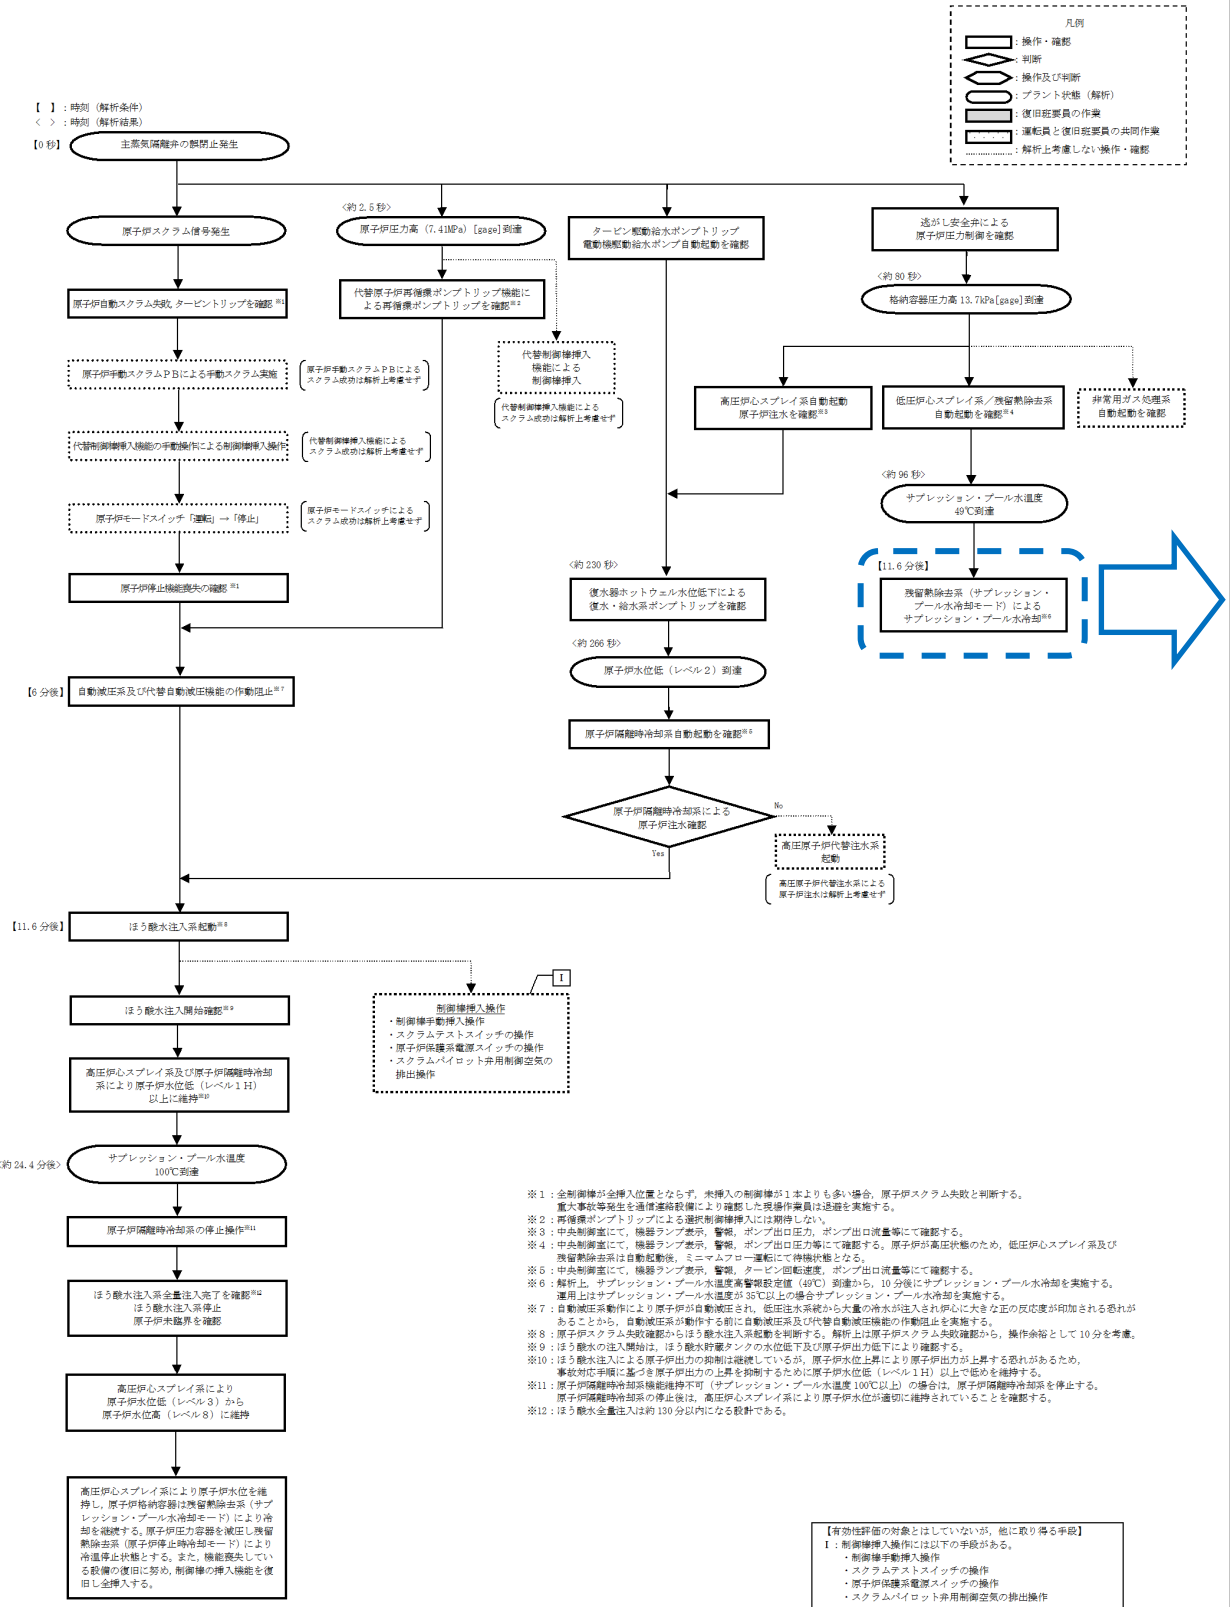 凡例
：操作・確認
：判断
：操作及び判断
：プラント状態（解析）
：復旧班要員の作業
：運転員と復旧班要員の共同作業
：解析上考慮しない操作・確認
【　】：時刻（解析条件）
＜　＞：時刻（解析結果）
【0秒】
主蒸気隔離弁の誤閉止発生
原子炉スクラム信号発生
原子炉自動スクラム失敗,タービントリップを確認 ※1
原子炉手動スクラムＰＢによる手動スクラム実施
原子炉手動スクラムＰＢによる
スクラム成功は解析上考慮せず
代替制御棒挿入機能の手動操作による制御棒挿入操作
代替制御棒挿入機能による
スクラム成功は解析上考慮せず
原子炉モードスイッチ「運転」→「停止」
原子炉モードスイッチによる
スクラム成功は解析上考慮せず
原子炉停止機能喪失の確認 ※1
＜約2.5秒＞
原子炉圧力高（7.41MPa）[gage]到達
代替原子炉再循環ポンプトリップ機能に
よる再循環ポンプトリップを確認※2
代替制御棒挿入
機能による
制御棒挿入
代替制御棒挿入機能による
スクラム成功は解析上考慮せず
タービン駆動給水ポンプトリップ
電動機駆動給水ポンプ自動起動を確認
逃がし安全弁による
原子炉圧力制御を確認
＜約80秒＞
格納容器圧力高13.7kPa[gage]到達
高圧炉心スプレイ系自動起動
原子炉注水を確認※3
低圧炉心スプレイ系／残留熱除去系
自動起動を確認※4
非常用ガス処理系
自動起動を確認
＜約96秒＞
サプレッション・プール水温度
49℃到達
【11.6分後】
残留熱除去系（サプレッション・
プール水冷却モード）による
サプレッション・プール水冷却※6
＜約230秒＞
復水器ホットウェル水位低下による
復水・給水系ポンプトリップを確認
＜約266秒＞
原子炉水位低（レベル２）到達
原子炉隔離時冷却系自動起動を確認※5
原子炉隔離時冷却系による
原子炉注水確認
No
Yes
高圧原子炉代替注水系
起動
高圧原子炉代替注水系による
原子炉注水は解析上考慮せず
【6分後】
自動減圧系及び代替自動減圧機能の作動阻止※7
【11.6分後】
ほう酸水注入系起動※8
ほう酸水注入開始確認※9
Ⅰ
制御棒挿入操作
・制御棒手動挿入操作
・スクラムテストスイッチの操作
・原子炉保護系電源スイッチの操作
・スクラムパイロット弁用制御空気の
排出操作
高圧炉心スプレイ系及び原子炉隔離時冷却
系により原子炉水位低（レベル１Ｈ）
以上に維持※10
約24.4分後＞
サプレッション・プール水温度
100℃到達
原子炉隔離時冷却系の停止操作※11
ほう酸水注入系全量注入完了を確認※12
ほう酸水注入系停止
原子炉未臨界を確認
高圧炉心スプレイ系により
原子炉水位低（レベル３）から
原子炉水位高（レベル８）に維持
高圧炉心スプレイ系により原子炉水位を維
持し，原子炉格納容器は残留熱除去系（サプ
レッション・プール水冷却モード）により冷
却を継続する。原子炉圧力容器を減圧し残留
熱除去系（原子炉停止時冷却モード）により
冷温停止状態とする。また，機能喪失してい
る設備の復旧に努め,制御棒の挿入機能を復
旧し全挿入する。
※１：全制御棒が全挿入位置とならず，未挿入の制御棒が１本よりも多い場合，原子炉スクラム失敗と判断する。
重大事故等発生を通信連絡設備により確認した現場作業員は退避を実施する。
※２：再循環ポンプトリップによる選択制御棒挿入には期待しない。
※３：中央制御室にて，機器ランプ表示，警報，ポンプ出口圧力，ポンプ出口流量等にて確認する。
※４：中央制御室にて，機器ランプ表示，警報，ポンプ出口圧力等にて確認する。原子炉が高圧状態のため，低圧炉心スプレイ系及び
残留熱除去系は自動起動後，ミニマムフロー運転にて待機状態となる。
※５：中央制御室にて，機器ランプ表示，警報，タービン回転速度，ポンプ出口流量等にて確認する。
※６：解析上，サプレッション・プール水温度高警報設定値（49℃）到達から，10分後にサプレッション・プール水冷却を実施する。
運用上はサプレッション・プール水温度が35℃以上の場合サプレッション・プール水冷却を実施する。
※７：自動減圧系動作により原子炉が自動減圧され，低圧注水系統から大量の冷水が注入され炉心に大きな正の反応度が印加される恐れが
あることから，自動減圧系が動作する前に自動減圧系及び代替自動減圧機能の作動阻止を実施する。
※８：原子炉スクラム失敗確認からほう酸水注入系起動を判断する。解析上は原子炉スクラム失敗確認から，操作余裕として10分を考慮。
※９：ほう酸水の注入開始は，ほう酸水貯蔵タンクの水位低下及び原子炉出力低下により確認する。
※10：ほう酸水注入による原子炉出力の抑制は継続しているが，原子炉水位上昇により原子炉出力が上昇する恐れがあるため，
事故対応手順に基づき原子炉出力の上昇を抑制するために原子炉水位低（レベル１Ｈ）以上で低めを維持する。
※11：原子炉隔離時冷却系機能維持不可（サプレッション・プール水温度100℃以上）の場合は，原子炉隔離時冷却系を停止する。
原子炉隔離時冷却系の停止後は，高圧炉心スプレイ系により原子炉水位が適切に維持されていることを確認する。
※12：ほう酸水全量注入は約130分以内になる設計である。
【有効性評価の対象とはしていないが，他に取り得る手段】
Ⅰ：制御棒挿入操作には以下の手段がある。
・制御棒手動挿入操作
・スクラムテストスイッチの操作
・原子炉保護系電源スイッチの操作
・スクラムパイロット弁用制御空気の排出操作